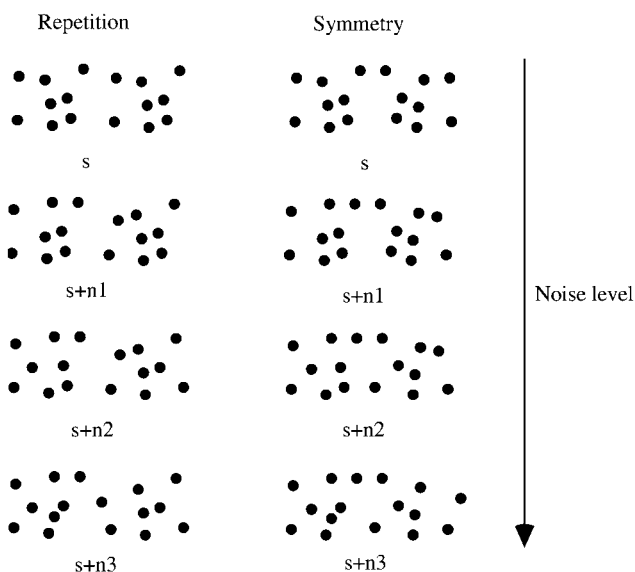 Repetition
Symmetry
s
s
s+n1
s+n1
Noise level
s+n2
s+n2
s+n3
s+n3